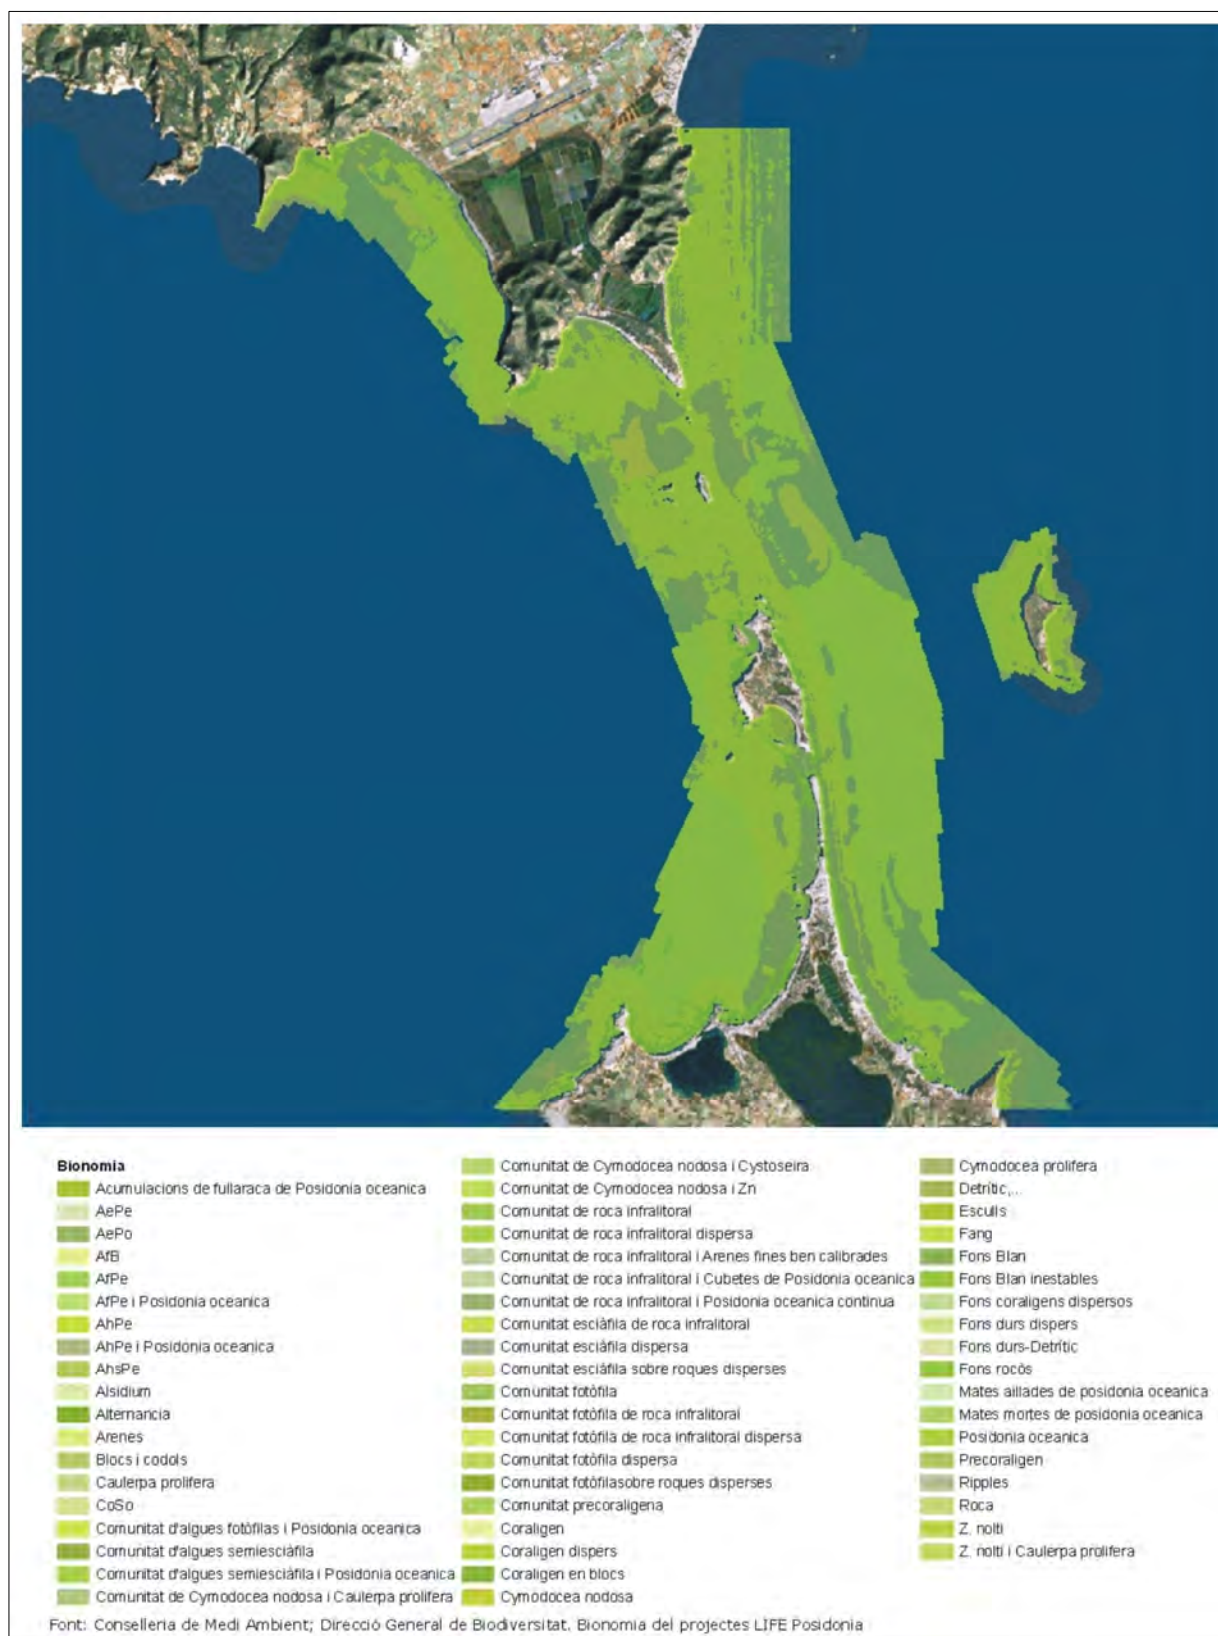 Bionomia
Acumulacions de fullaraca de Posidonia oceanica
AePe
AePo
AfB
AfPe
AfPe i Posidonia oceanica
AhPe
AhPe i Posidonia oceanica
AhsPe
Alsidium
Alternancia
Arenes
Blocs i codols
Caulerpa prolifera
CoSo
Comunitat d'algues fotòfilas i Posidonia oceanica
Comunitat d'algues semiesciàfila
Comunitat d'algues semiesciàfila i Posidonia oceanica
Comunitat de Cymodocea nodosa i Caulerpa prolifera
Comunitat de Cymodocea nodosa i Cystoseira
Comunitat de Cymodocea nodosa i Zn
Comunitat de roca infralitoral
Comunitat de roca infralitoral dispersa
Comunitat de roca infralitoral i Arenes fines ben calibrades
Comunitat de roca infralitoral i Cubetes de Posidonia oceanica
Comunitat de roca infralitoral i Posidonia oceanica continua
Comunitat esciàfila de roca infralitoral
Comunitat esciàfila dispersa
Comunitat esciàfila sobre roques disperses
Comunitat fotòfila
Comunitat fotòfila de roca infralitoral
Comunitat fotòfila de roca infralitoral dispersa
Comunitat fotòfila dispersa
Comunitat fotòfilasobre roques disperses
Comunitat precoraligena
Coraligen
Coraligen dispers
Coraligen en blocs
Cymodocea nodosa
Cymodocea prolifera
Detrític,...
Esculls
Fang
Fons Blan
Fons Blan inestables
Fons coraligens dispersos
Fons durs dispers
Fons durs-Detrític
Fons rocòs
Mates aillades de posidonia oceanica
Mates mortes de posidonia oceanica
Posidonia oceanica
Precoraligen
Ripples
Roca
Z. nolti
Z. nolti i Caulerpa prolifera
Font: Conselleria de Medi Ambient; Direcció General de Biodiversitat. Bionomia del projectes LIFE Posidonia